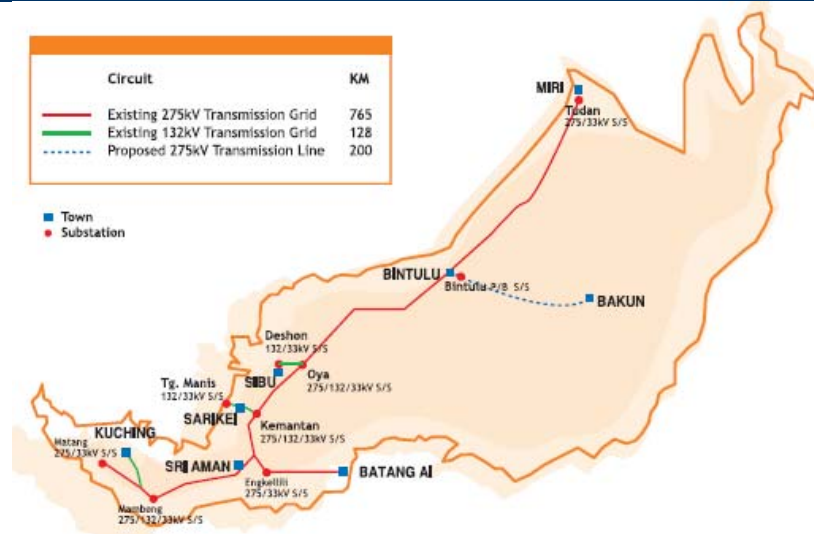 Circuit KM
Existing 275kV Transmission Grid 765
Existing 132kV Transmission Grid 128
Proposed 275kV Transmission Line 200
Town
Substation
MIRI
Tudan
275/33kV S/S
BINTULU
Bintulu P/B S/S
BAKUN
Deshon
132/33kV S/S
SIBU
Oya
275/132/33kV S/S
Tg. Manis
132/33kV S/S
SARIKEI
Kemantan
275/132/33kV S/S
KUCHING
Matang
275/33kV S/S
SRI AMAN
Engkelili
275/33kV S/S
BATANG AI
Mambong
275/132/33kV S/S